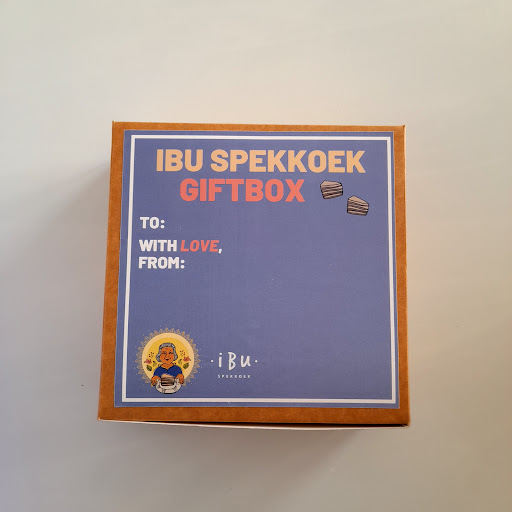 IBU SPEKKOEK
GIFTBOX
TO:
WITH LOVE,
FROM:
·iBu·
SPEKKOEK